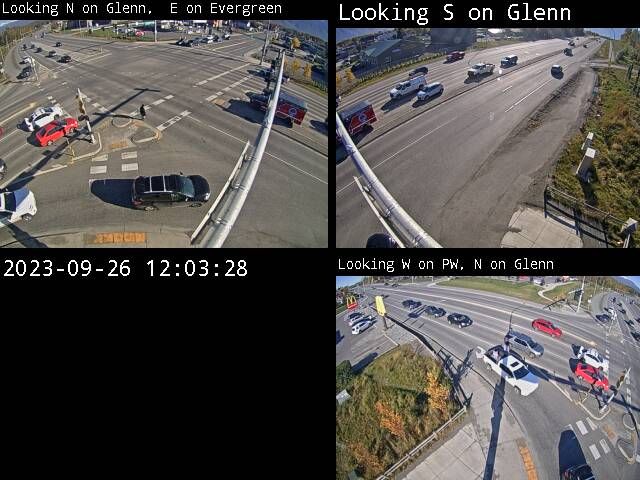 Looking N on Glenn, E on Evergreen
Looking S on Glenn
2023-09-26 12:03:28
Looking W on PW, N on Glenn